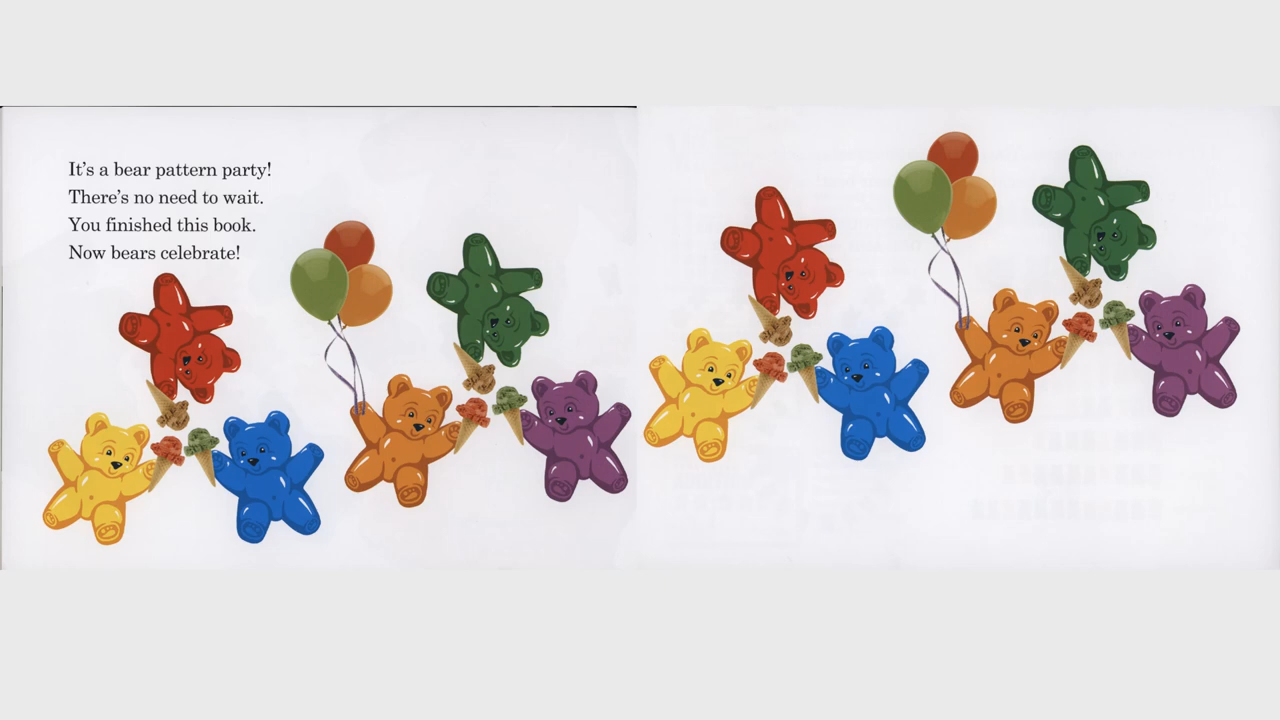 It's a bear pattern party!
There's no need to wait.
You finished this book.
Now bears celebrate!